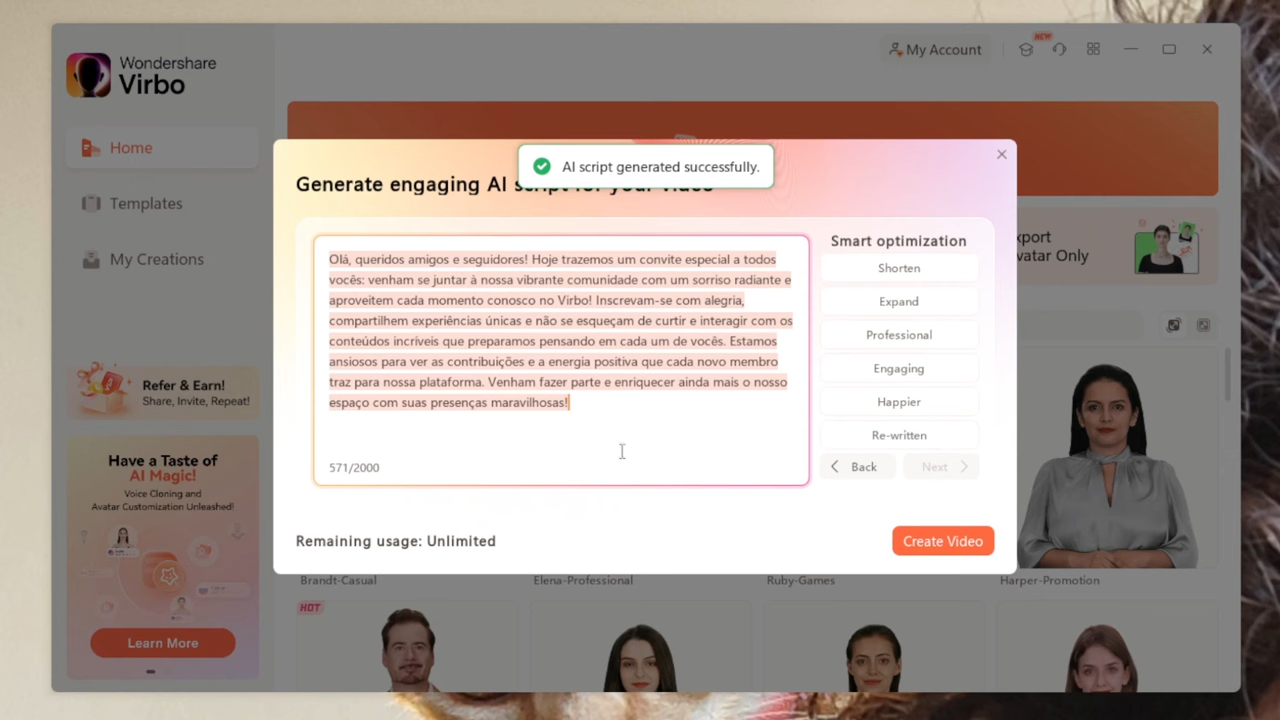 Wondershare
Virbo
My Account
NEW
Home
Templates
My Creations
Refer & Earn!
Share, Invite, Repeat!
Have a Taste of
AI Magic!
Voice Cloning and
Avatar Customization Unleashed!
Learn More
AI script generated successfully.
Generate engaging AI script for your video
Olá, queridos amigos e seguidores! Hoje trazemos um convite especial a todos
vocês: venham se juntar à nossa vibrante comunidade com um sorriso radiante e
aproveitem cada momento conosco no Virbo! Inscrevam-se com alegria,
compartilhem experiências únicas e não se esqueçam de curtir e interagir com os
conteúdos incríveis que preparamos pensando em cada um de vocês. Estamos
ansiosos para ver as contribuições e a energia positiva que cada novo membro
traz para nossa plataforma. Venham fazer parte e enriquecer ainda mais o nosso
espaço com suas presenças maravilhosas!
571/2000
Smart optimization
Shorten
Expand
Professional
Engaging
Happier
Re-written
Back
Next
Remaining usage: Unlimited
Create Video
xport
vatar Only
Brandt-Casual
Elena-Professional
Ruby-Games
Harper-Promotion
HOT